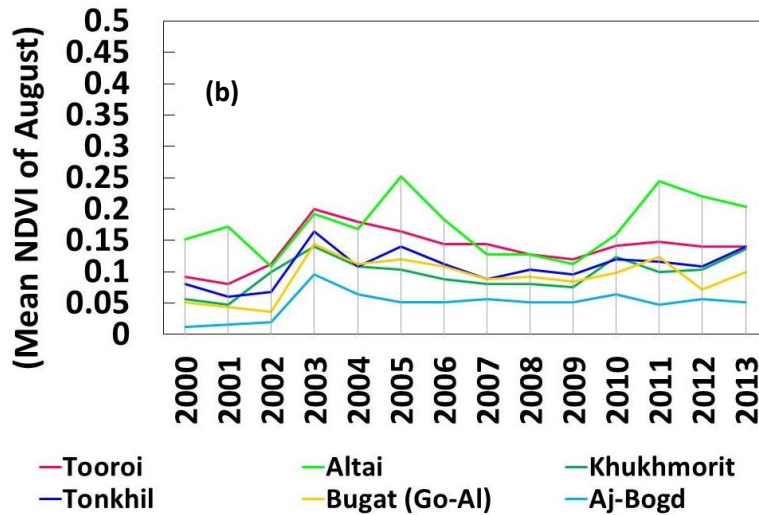 (Mean NDVI of August)
0.5
0.45
0.4
0.35
0.3
0.25
0.2
0.15
0.1
0.05
0
(b)
2000 2001 2002 2003 2004 2005 2006 2007 2008 2009 2010 2011 2012 2013
Tooroi Altai Khukhmorit
Tonkhil Bugat (Go-Al) Aj-Bogd